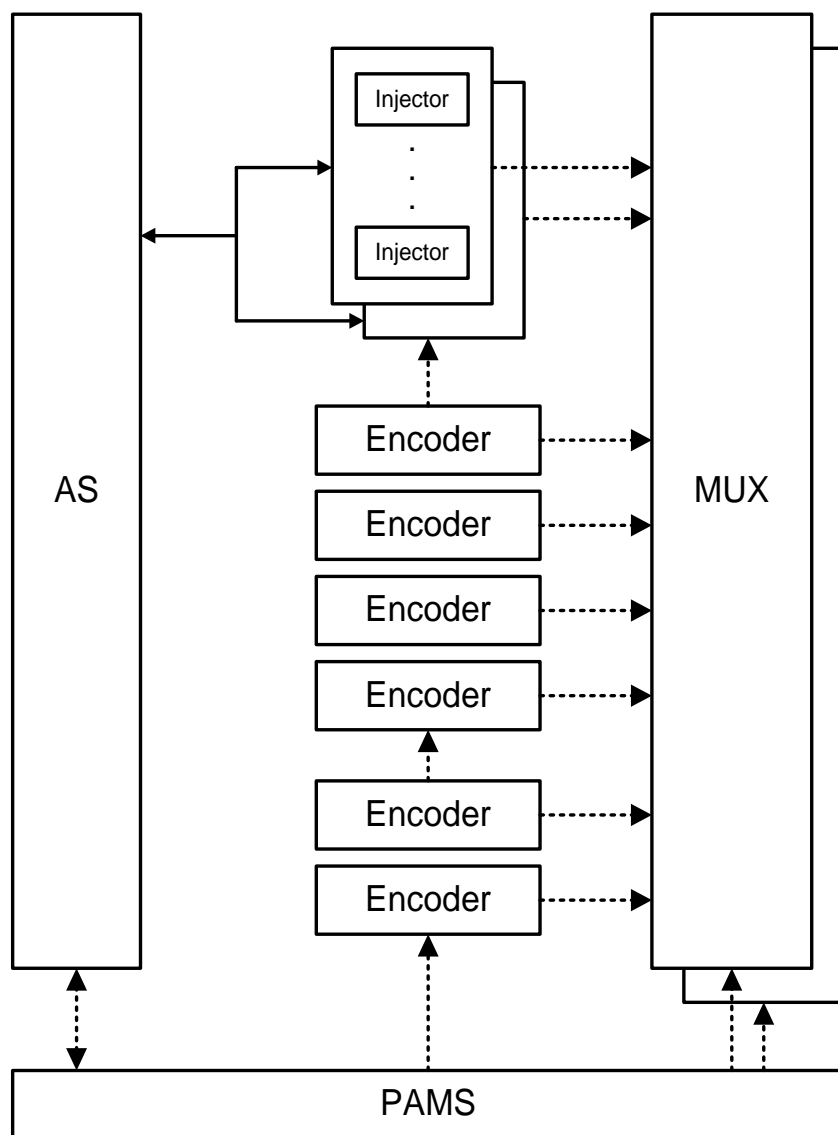 Injector
.
.
.
Injector
Encoder
AS
MUX
Encoder
Encoder
Encoder
Encoder
Encoder
PAMS